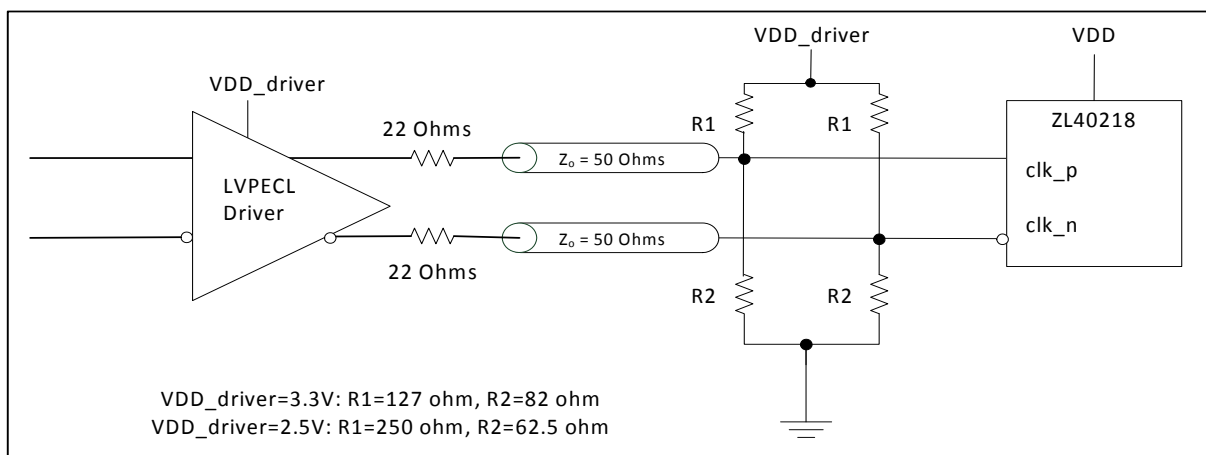 VDD_driver
VDD
VDD_driver
22 Ohms
R1
R1
ZL40218
Zo = 50 Ohms
clk_p
LVPECL
Driver
clk_n
Zo = 50 Ohms
22 Ohms
R2
R2
VDD_driver=3.3V: R1=127 ohm, R2=82 ohm
VDD_driver=2.5V: R1=250 ohm, R2=62.5 ohm